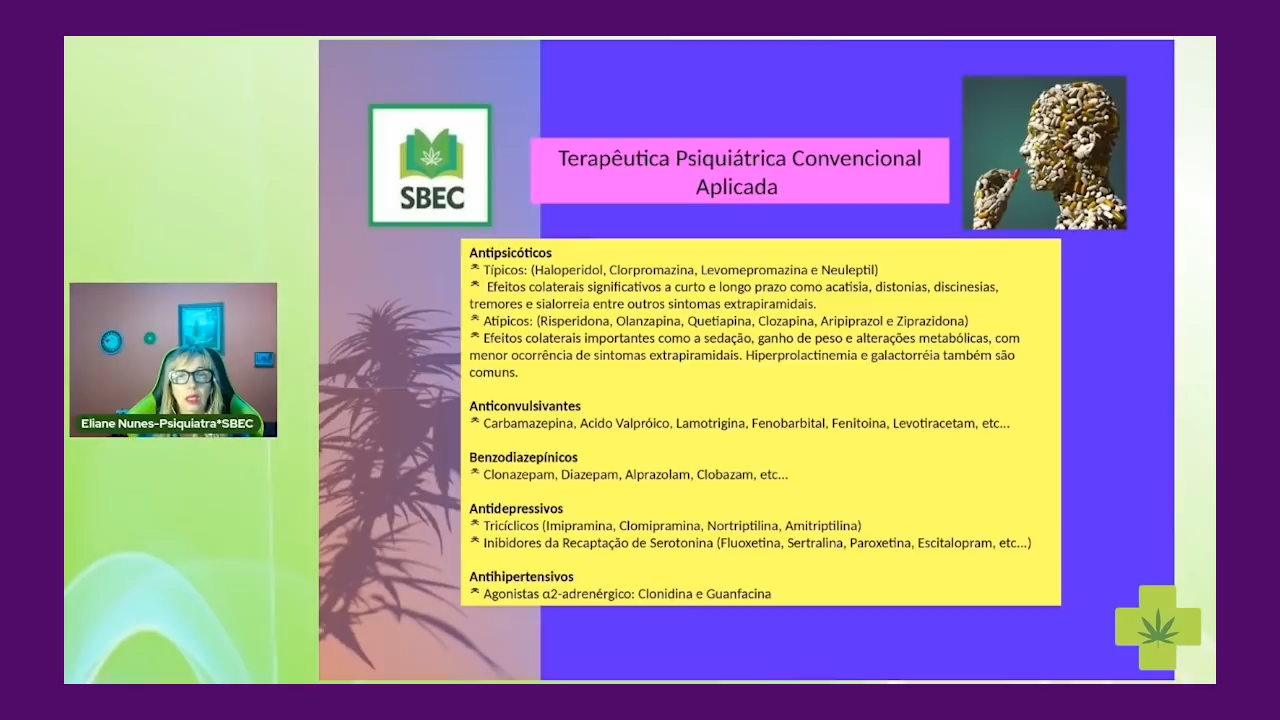 SBEC
Terapêutica Psiquiátrica Convencional
Aplicada
Antipsicóticos
Típicos: (Haloperidol, Clorpromazina, Levomepromazina e Neuleptil)
Efeitos colaterais significativos a curto e longo prazo como acatisia, distonias, discinesias,
tremores e sialorreia entre outros sintomas extrapiramidais.
Atípicos: (Risperidona, Olanzapina, Quetiapina, Clozapina, Aripiprazol e Ziprazidona)
Efeitos colaterais importantes como a sedação, ganho de peso e alterações metabólicas, com
menor ocorrência de sintomas extrapiramidais. Hiperprolactinemia e galactorréia também são
comuns.
Anticonvulsivantes
Carbamazepina, Acido Valpróico, Lamotrigina, Fenobarbital, Fenitoina, Levotiracetam, etc...
Benzodiazepínicos
Clonazepam, Diazepam, Alprazolam, Clobazam, etc...
Antidepressivos
Tricíclicos (Imipramina, Clomipramina, Nortriptilina, Amitriptilina)
Inibidores da Recaptação de Serotonina (Fluoxetina, Sertralina, Paroxetina, Escitalopram, etc...)
Antihipertensivos
Agonistas α2-adrenérgico: Clonidina e Guanfacina
Eliane Nunes-Psiquiatra*SBEC